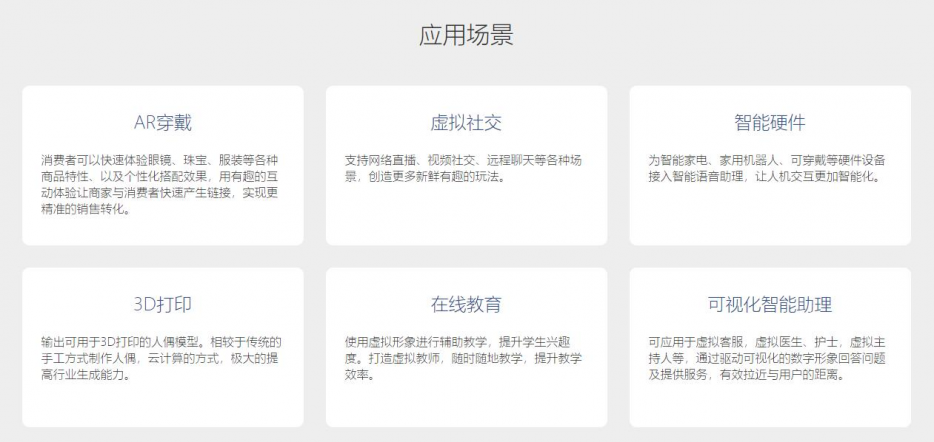 应用场景
AR穿戴
消费者可以快速体验眼镜、珠宝、服装等各种
商品特性、以及个性化搭配效果，用有趣的互
动体验让商家与消费者快速产生链接，实现更
精准的销售转化。
虚拟社交
支持网络直播、视频社交、远程聊天等各种场
景，创造更多新鲜有趣的玩法。
智能硬件
为智能家电、家用机器人、可穿戴等硬件设备
接入智能语音助理，让人机交互更加智能化。
3D打印
输出可用于3D打印的人偶模型。相较于传统的
手工方式制作人偶，云计算的方式，极大的提
高行业生成能力。
在线教育
使用虚拟形象进行辅助教学，提升学生兴趣
度。打造虚拟教师，随时随地教学，提升教学
效率。
可视化智能助理
可应用于虚拟客服，虚拟医生、护士，虚拟主
持人等，通过驱动可视化的数字形象回答问题
及提供服务，有效拉近与用户的距离。